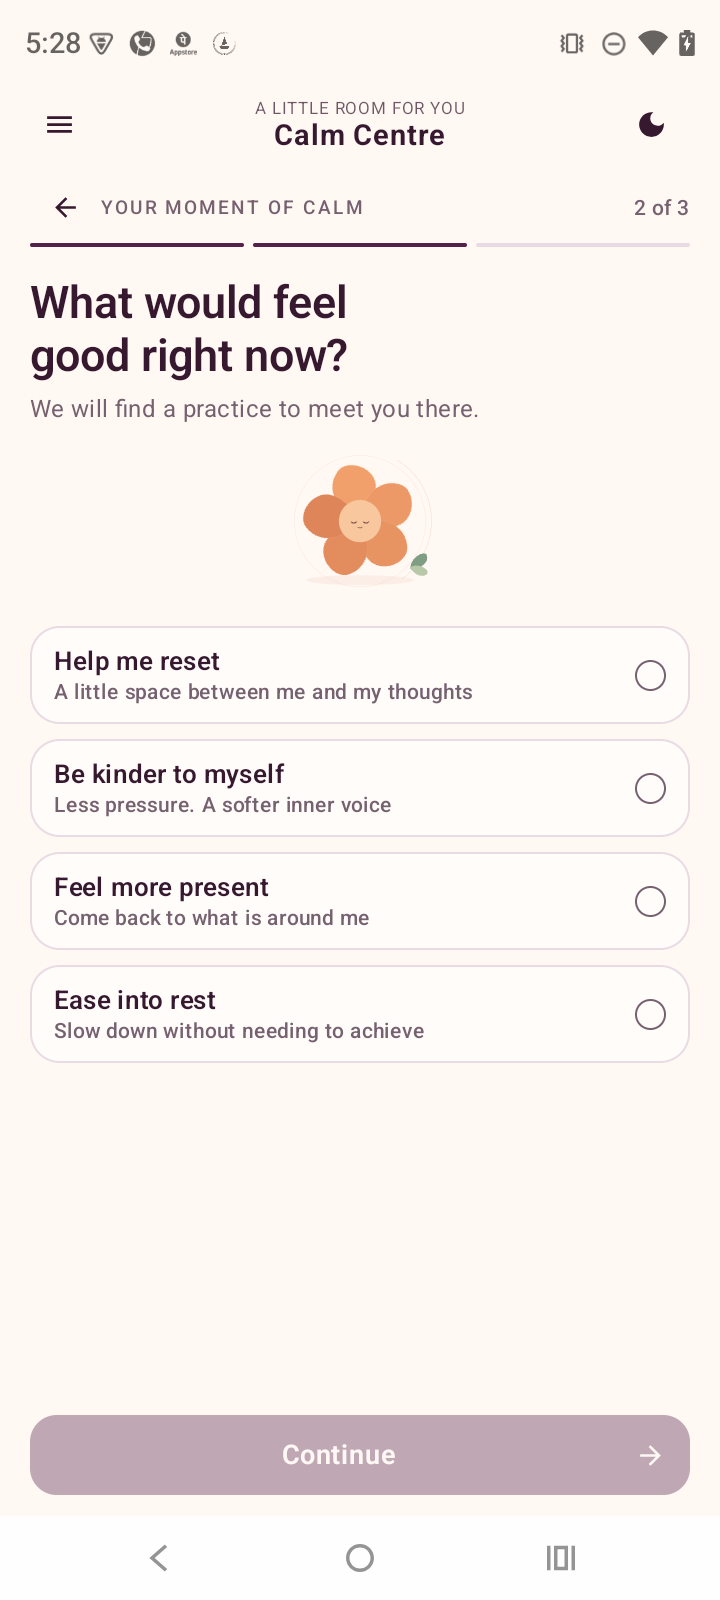 5:28
Appstore
A LITTLE ROOM FOR YOU
Calm Centre
YOUR MOMENT OF CALM
2 of 3
What would feel
good right now?
We will find a practice to meet you there.
Help me reset
A little space between me and my thoughts
Be kinder to myself
Less pressure. A softer inner voice
Feel more present
Come back to what is around me
Ease into rest
Slow down without needing to achieve
Continue